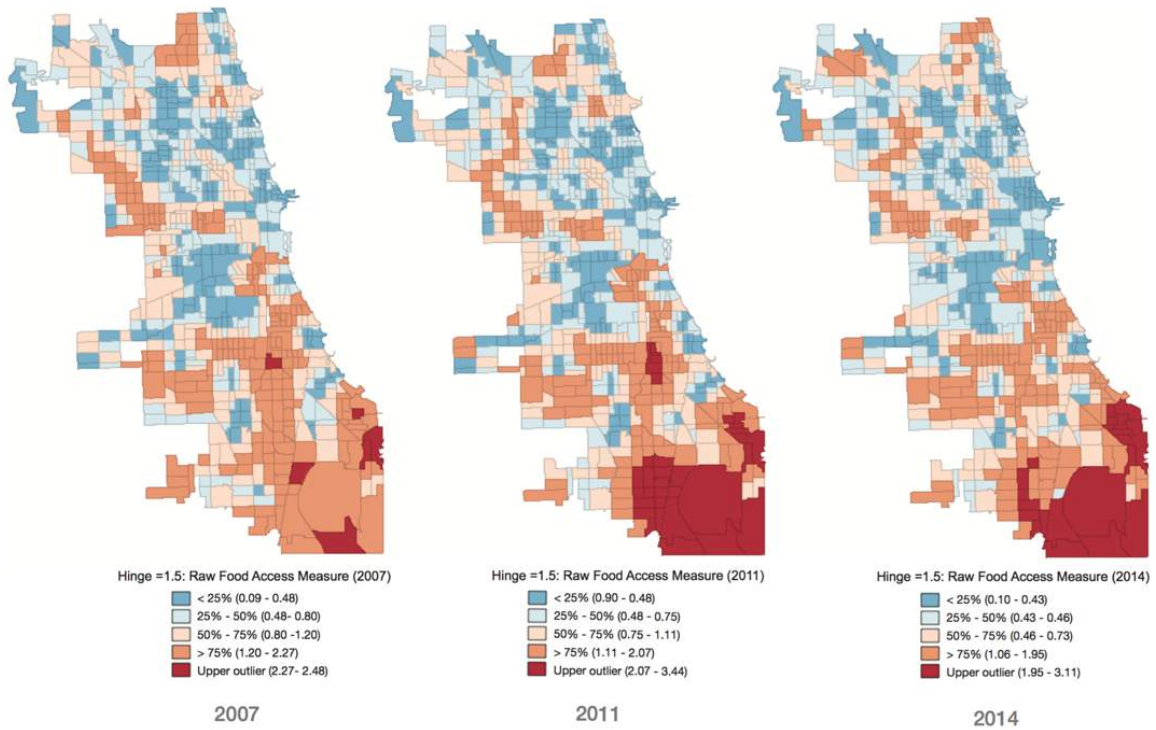 Hinge =1.5: Raw Food Access Measure (2007)
< 25% (0.09 - 0.48)
25% - 50% (0.48- 0.80)
50% - 75% (0.80 -1.20)
> 75% (1.20 - 2.27)
Upper outlier (2.27- 2.48)
2007
Hinge =1.5: Raw Food Access Measure (2011)
< 25% (0.90 - 0.48)
25% - 50% (0.48 - 0.75)
50% - 75% (0.75 - 1.11)
> 75% (1.11 - 2.07)
Upper outlier (2.07 - 3.44)
2011
Hinge =1.5: Raw Food Access Measure (2014)
< 25% (0.10 - 0.43)
25% - 50% (0.43 - 0.46)
50% - 75% (0.46 - 0.73)
> 75% (1.06 - 1.95)
Upper outlier (1.95 - 3.11)
2014